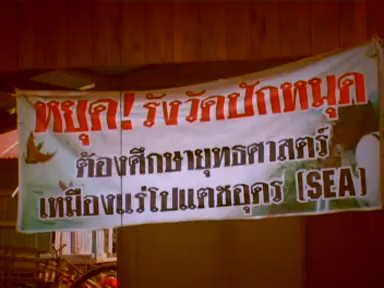 หยุด! รังวัดปักหมุด
ต้องศึกษายุทธศาสตร์
เหมืองแร่โปแตซอุดร (SEA)